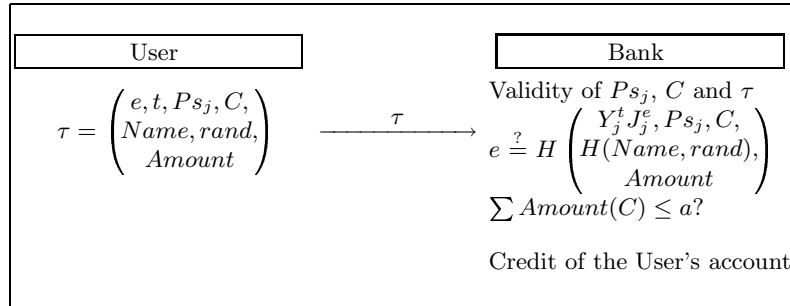 User
Bank
τ = (e, t, Ps_j, C,
Name, rand,
Amount)
τ
Validity of Ps_j, C and τ
e ?= H (Y_j^t J_j^e, Ps_j, C,
H(Name, rand),
Amount)
∑ Amount(C) ≤ a?
Credit of the User's account